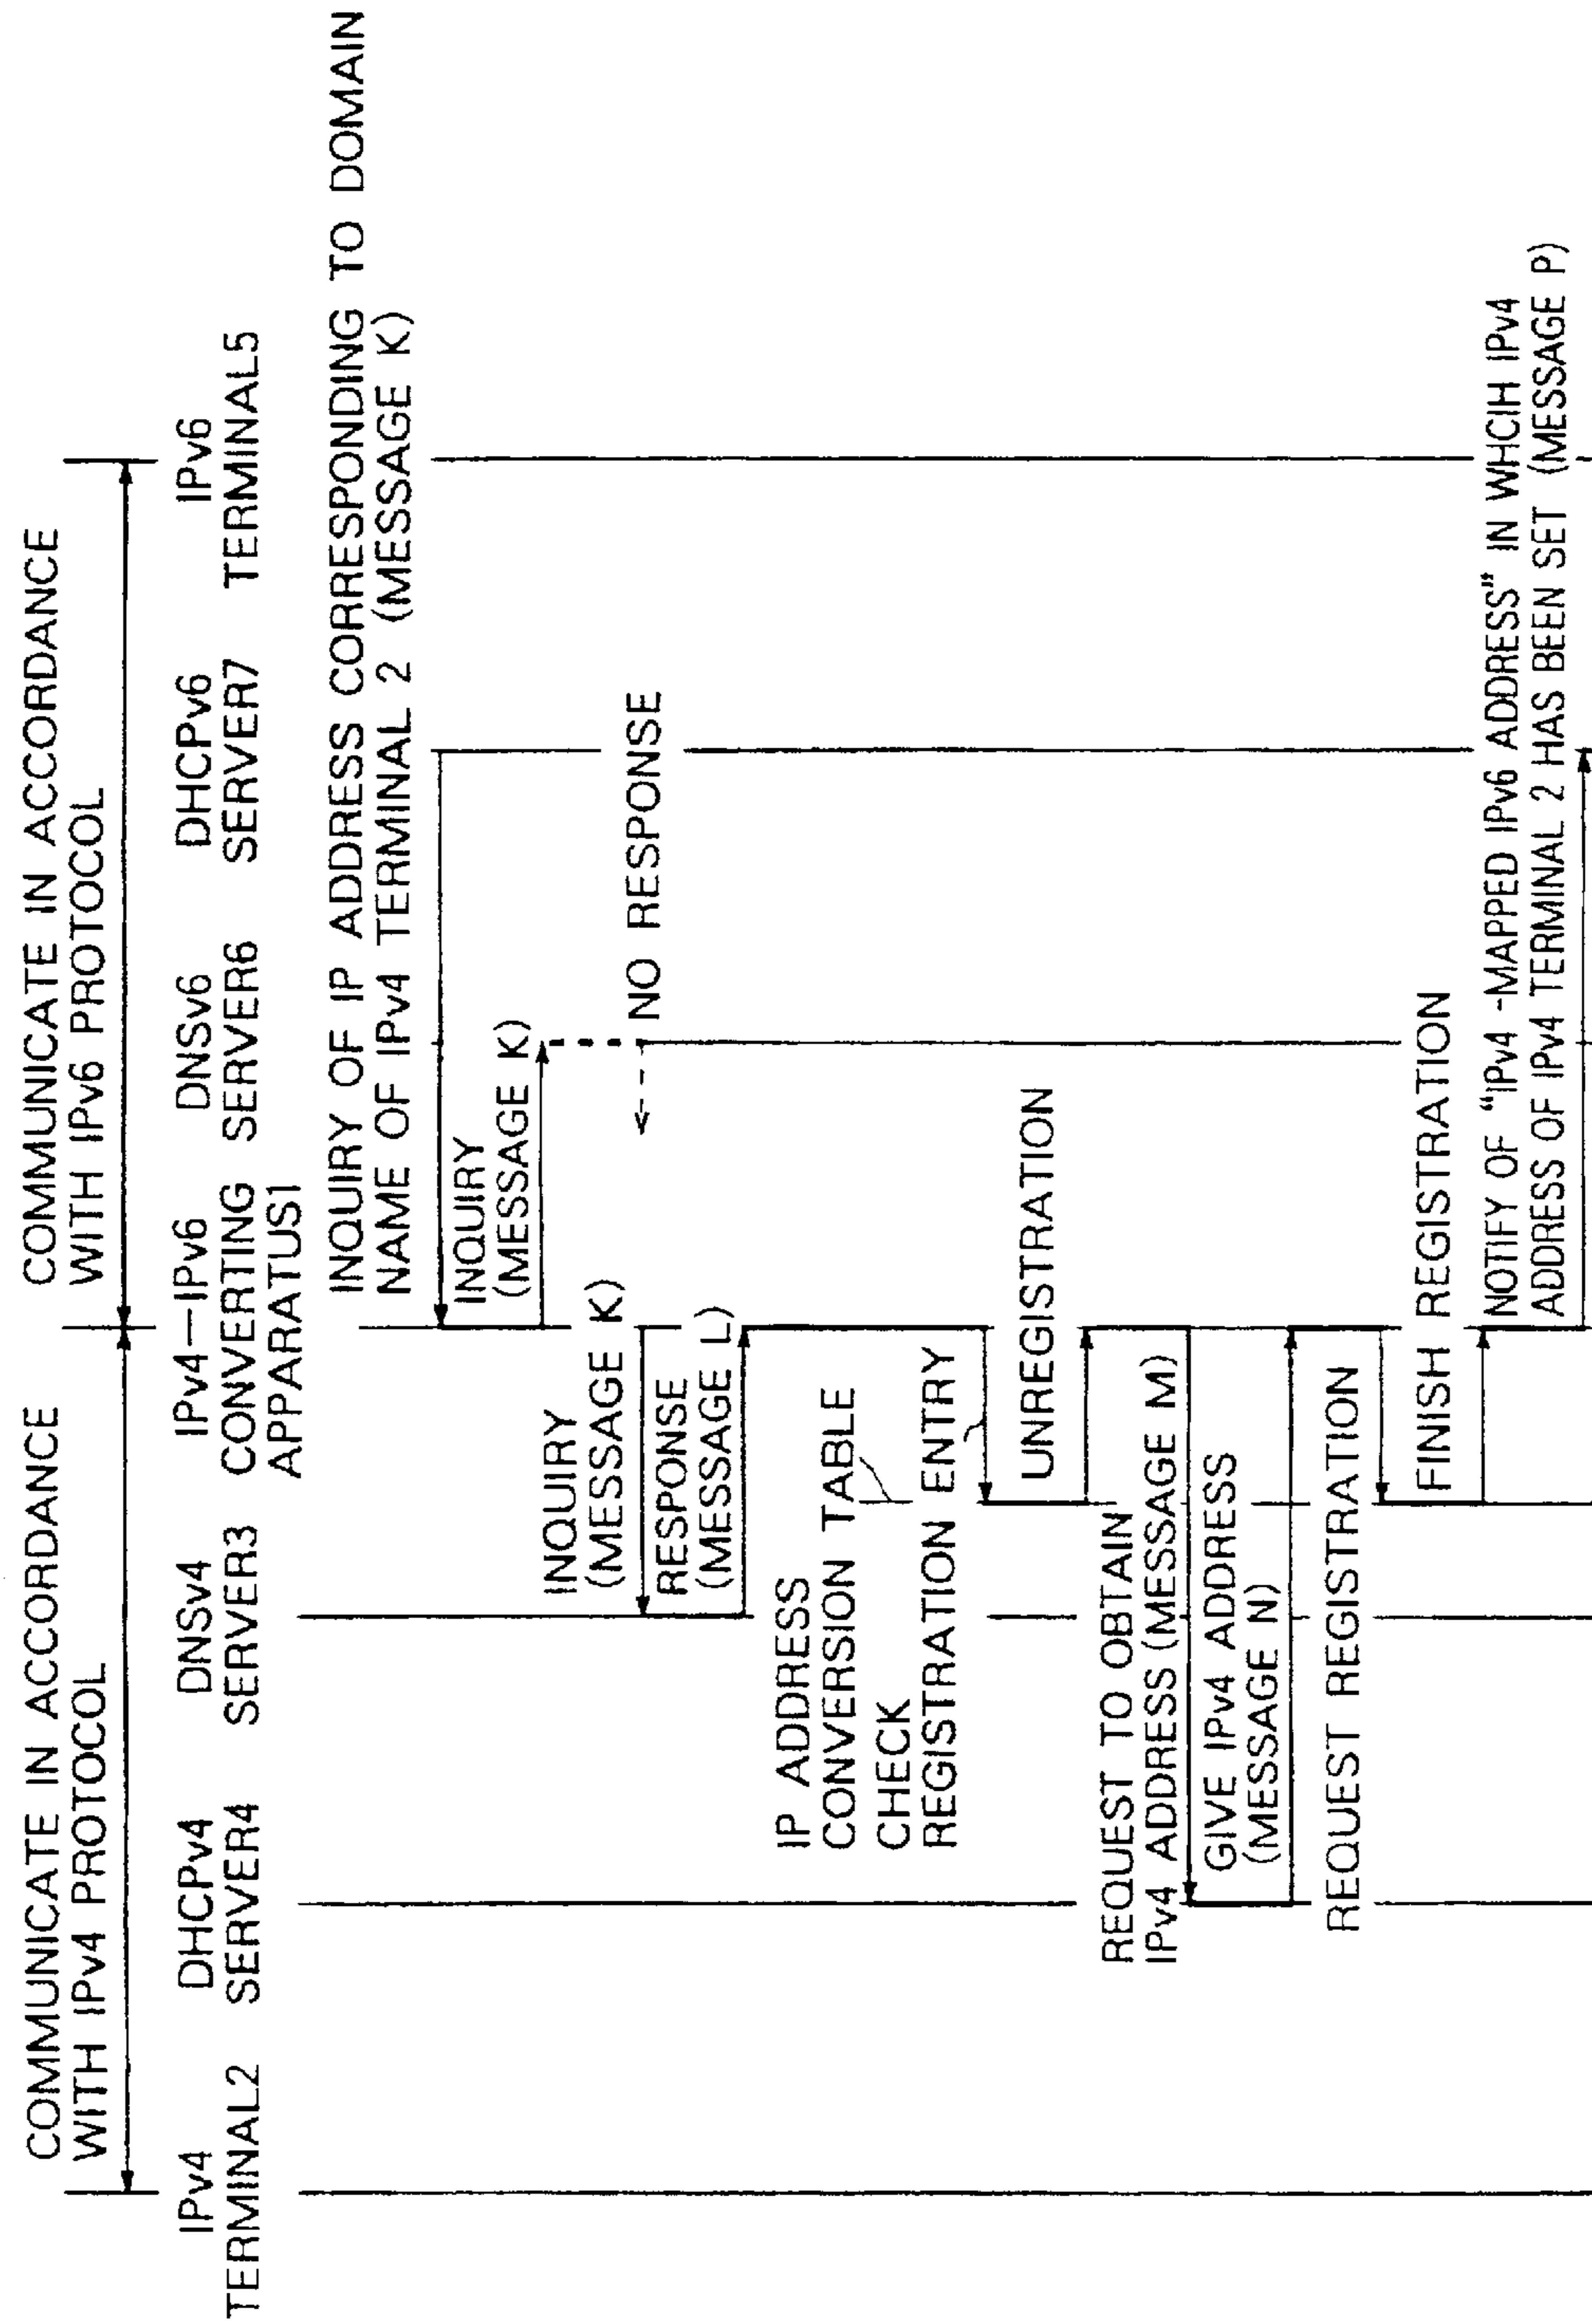 COMMUNICATE IN ACCORDANCE
WITH IPv4 PROTOCOL
COMMUNICATE IN ACCORDANCE
WITH IPv6 PROTOCOL
IPv4
TERMINAL2
DHCPv4
SERVER4
DNSv4
SERVER3
IPv4—IPv6
CONVERTING
APPARATUS1
DNSv6
SERVER6
DHCPv6
SERVER7
IPv6
TERMINAL5
INQUIRY OF IP ADDRESS CORRESPONDING TO DOMAIN
NAME OF IPv4 TERMINAL 2 (MESSAGE K)
INQUIRY
(MESSAGE K)
NO RESPONSE
INQUIRY
(MESSAGE K)
RESPONSE
(MESSAGE L)
IP ADDRESS
CONVERSION TABLE
CHECK
REGISTRATION ENTRY
UNREGISTRATION
REQUEST TO OBTAIN
IPv4 ADDRESS (MESSAGE M)
GIVE IPv4 ADDRESS
(MESSAGE N)
REQUEST REGISTRATION
FINISH REGISTRATION
NOTIFY OF "IPv4 -MAPPED IPv6 ADDRESS" IN WHCIH IPv4
ADDRESS OF IPv4 TERMINAL 2 HAS BEEN SET (MESSAGE P)